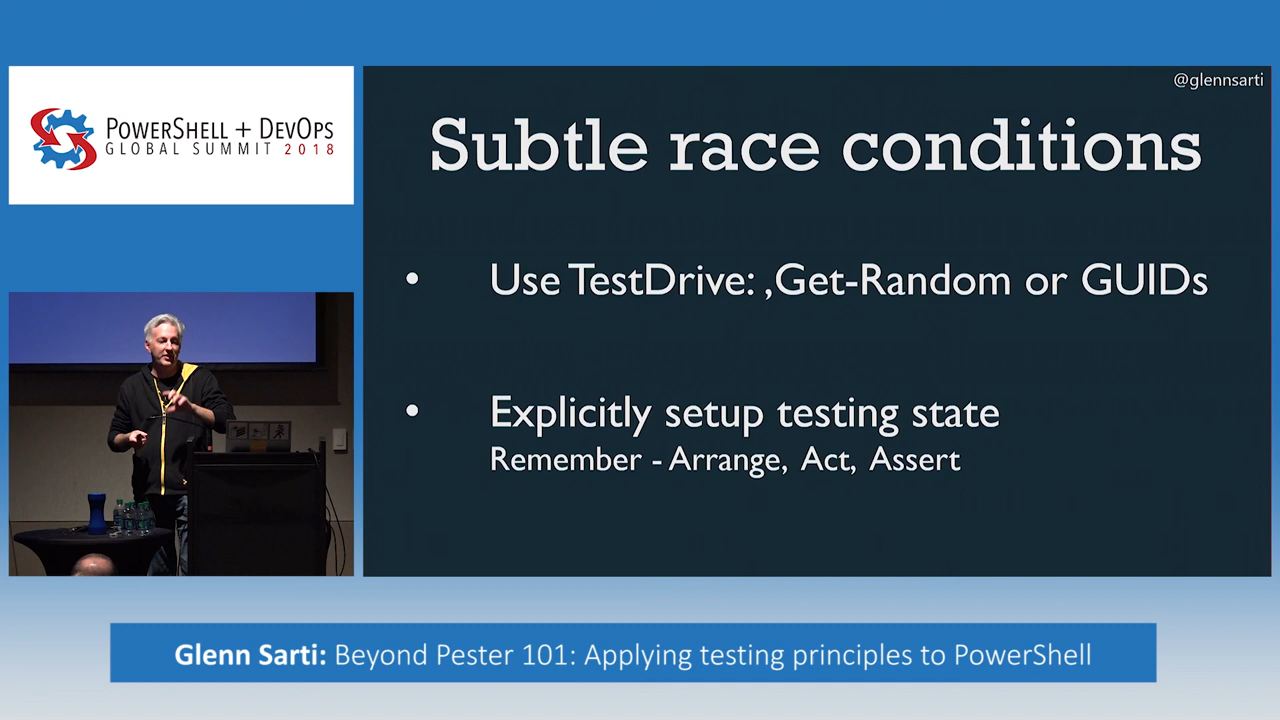 POWERSHELL + DEVOPS
GLOBAL SUMMIT 2018
@glennsarti
Subtle race conditions
• Use TestDrive: ,Get-Random or GUIDs
• Explicitly setup testing state
Remember - Arrange, Act, Assert
Glenn Sarti: Beyond Pester 101: Applying testing principles to PowerShell